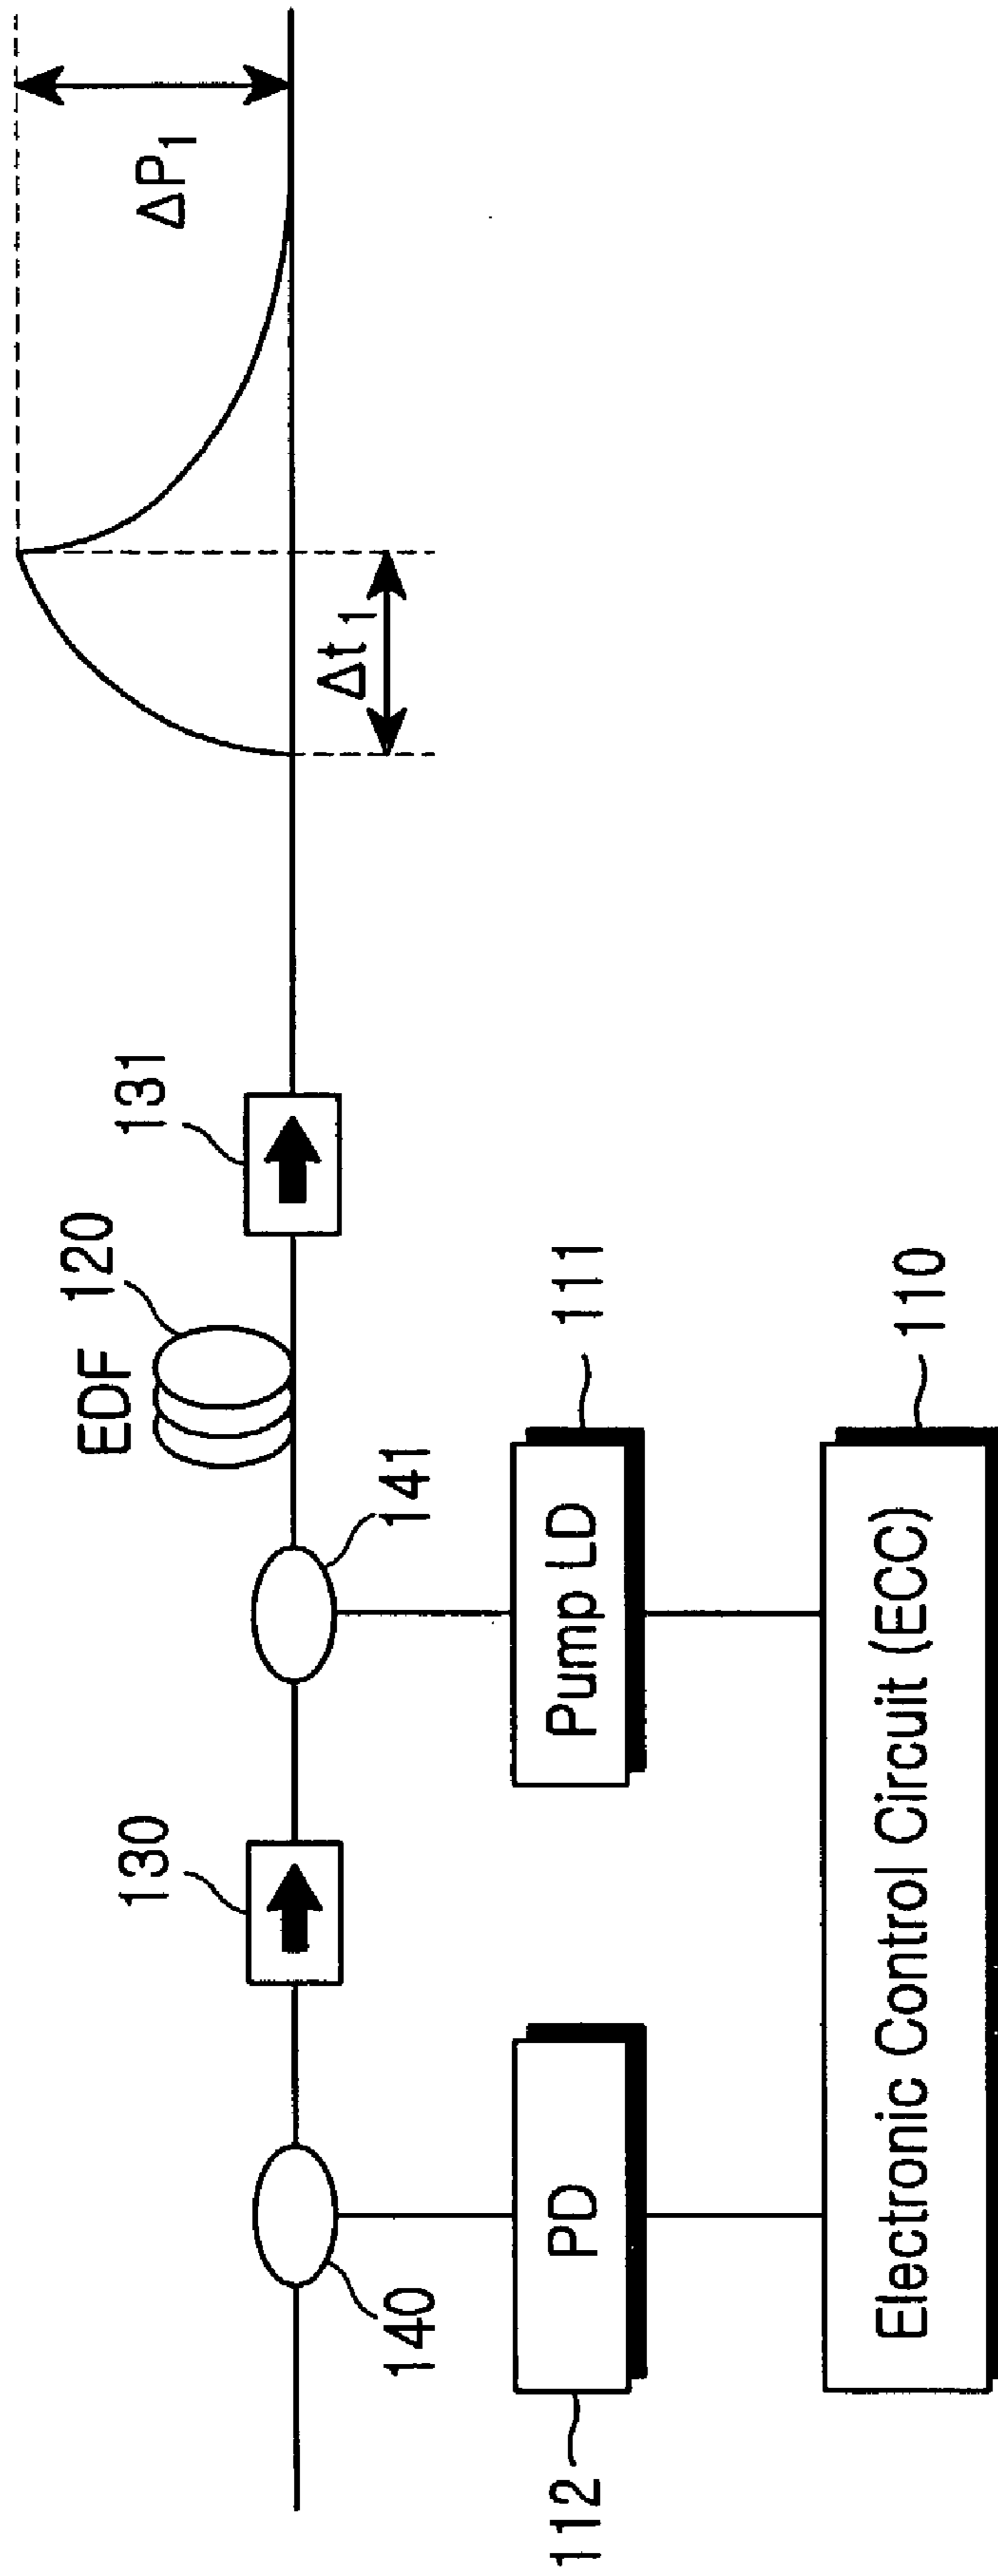 ΔP1
Δt1
131
EDF 120
141
130
140
111
Pump LD
PD
112
110
Electronic Control Circuit (ECC)